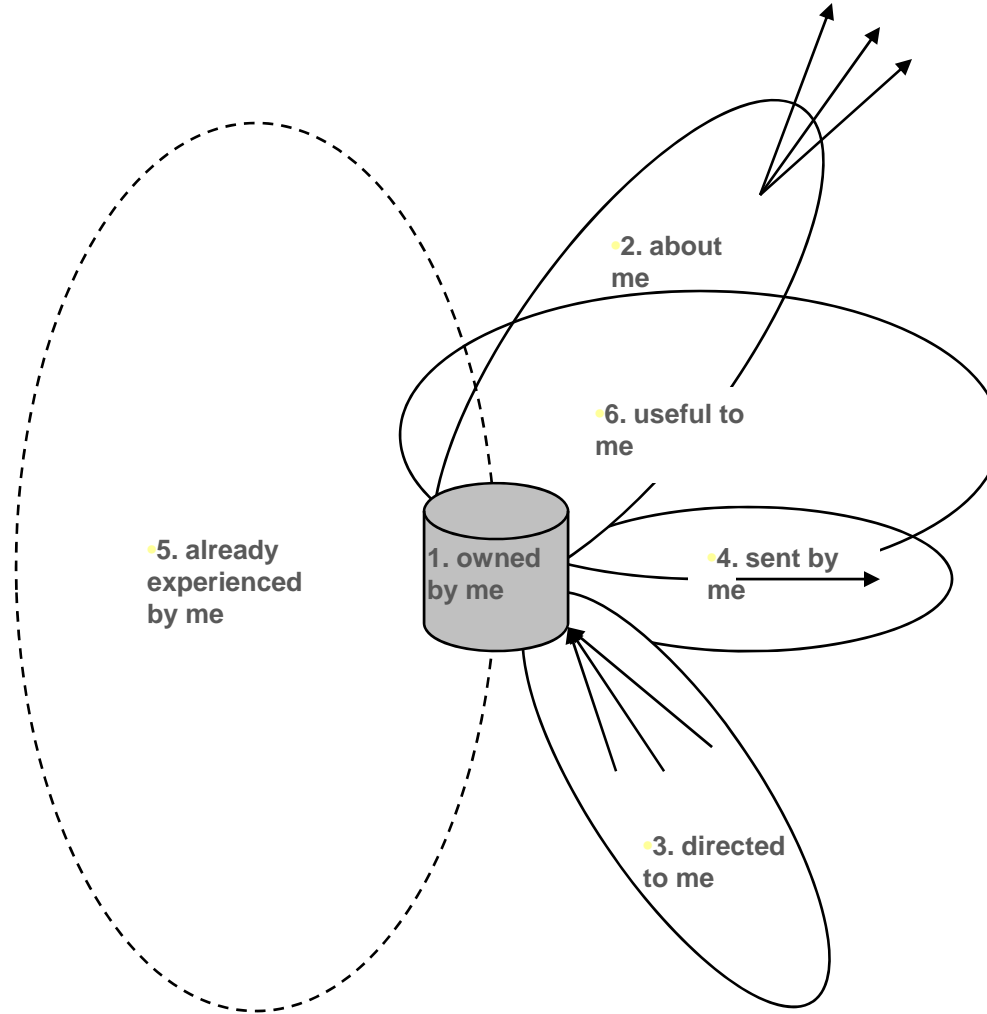 •2. about
me
•6. useful to
me
•5. already
experienced
by me
1. owned
by me
•4. sent by
me
•3. directed
to me